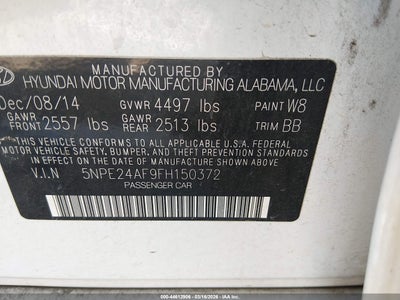 HYUNDAI MOTOR MANUFACTURING ALABAMA, LLC
Dec/08/14 GVWR 4497 lbs PAINT W8
GAWR FRONT 2557 lbs GAWR REAR 2513 lbs TRIM BB
THIS VEHICLE CONFORMS TO ALL APPLICABLE U.S.A FEDERAL
MOTOR VEHICLE SAFETY, BUMPER, AND THEFT
PREVENTION STANDARDS IN EFFECT ON THE DATE OF
MANUFACTURE SHOWN ABOVE.
V.I.N 5NPE24AF9FH150372
PASSENGER CAR